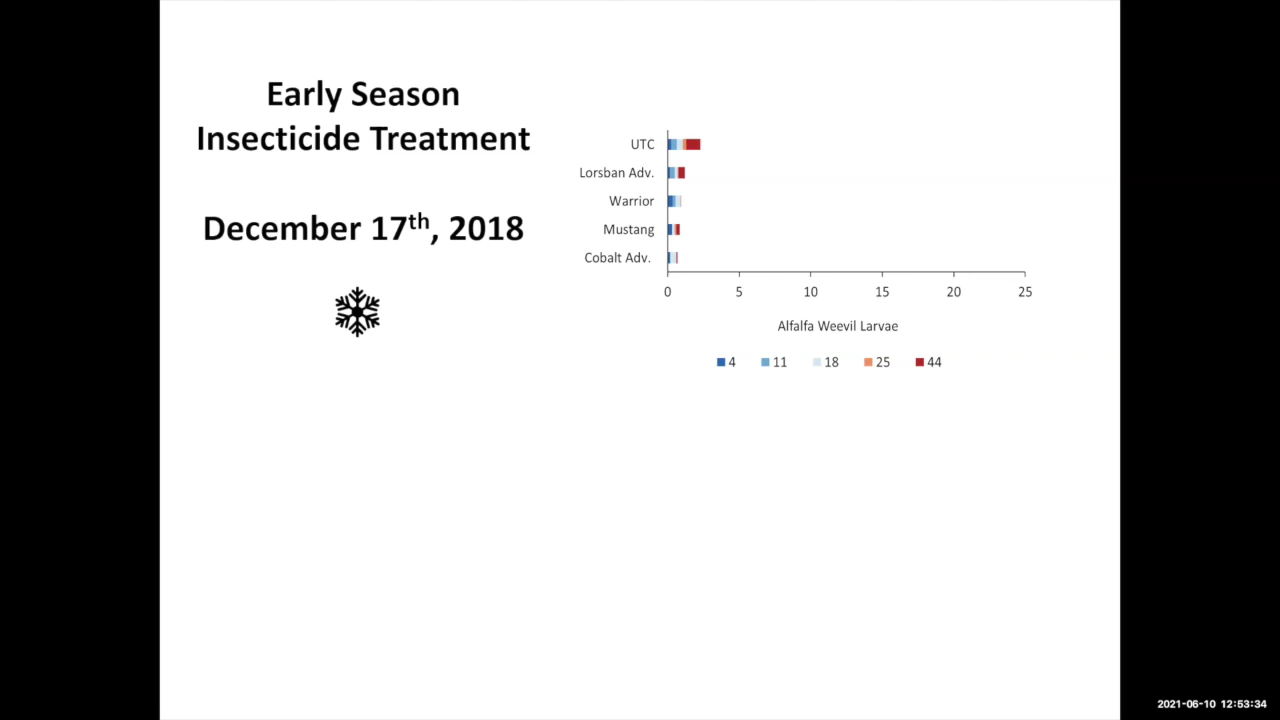 Early Season
Insecticide Treatment
December 17th, 2018
UTC
Lorsban Adv.
Warrior
Mustang
Cobalt Adv.
0 5 10 15 20 25
Alfalfa Weevil Larvae
4 11 18 25 44
2021-06-10 12:53:34